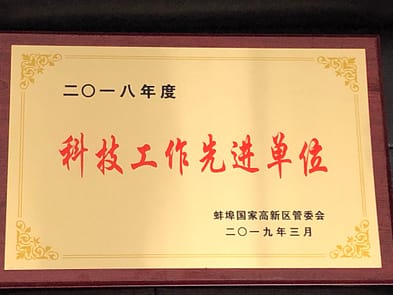 二〇一八年度
科技工作先进单位
蚌埠国家高新区管委会
二〇一九年三月